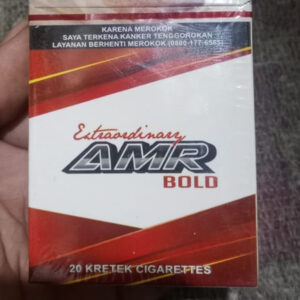 KARENA MEROKOK
SAYA TERKENA KANKER TENGGOROKAN
LAYANAN BERHENTI MEROKOK (0800-177-6565)
Extraordinary
AMR
BOLD
20 KRETEK CIGARETTES